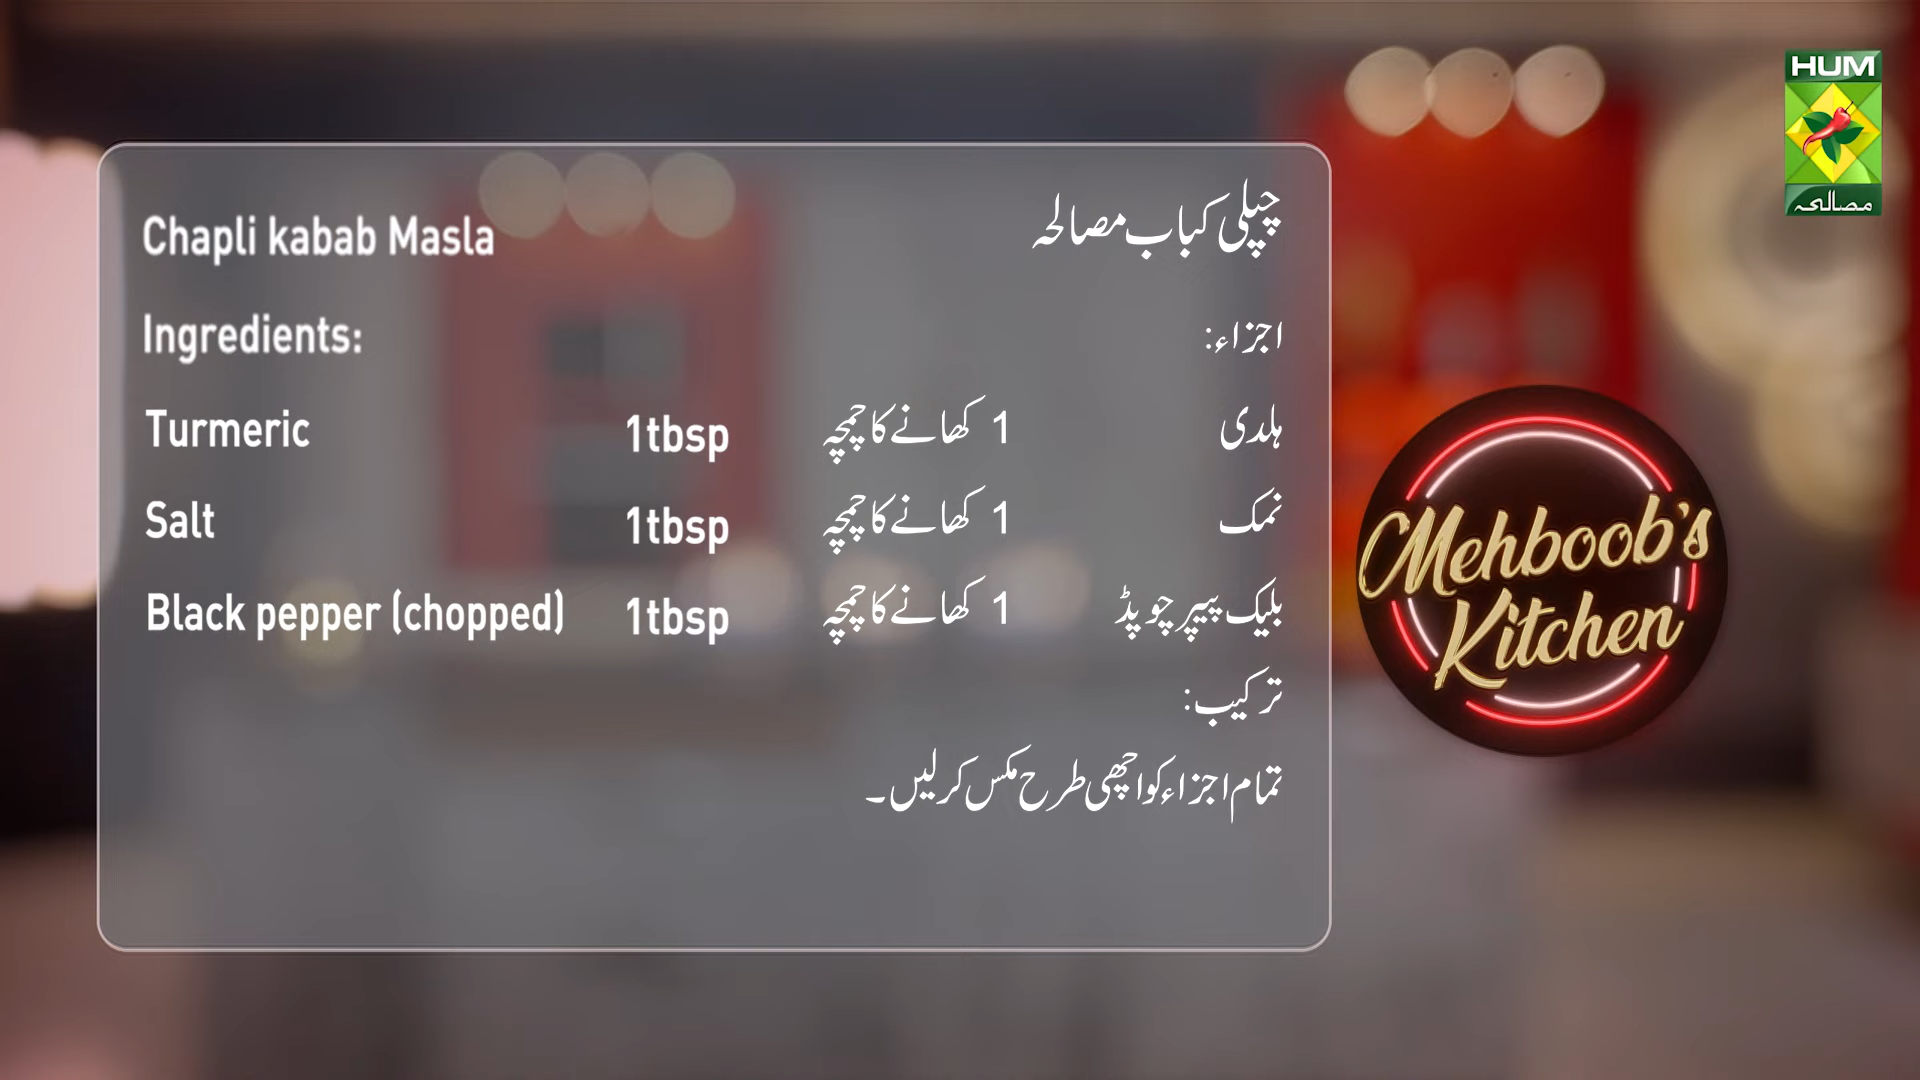 Chapli kabab Masla چپلی کباب مصالحہ
Ingredients: اجزاء:
Turmeric 1tbsp 1 کھانے کا چمچہ ہلدی
Salt 1tbsp 1 کھانے کا چمچہ نمک
Black pepper (chopped) 1tbsp 1 کھانے کا چمچہ بلیک پیپر چوپڈ
ترکیب:
تمام اجزاء کو اچھی طرح مکس کر لیں۔
HUM
مصالحہ
Mehboob's
Kitchen